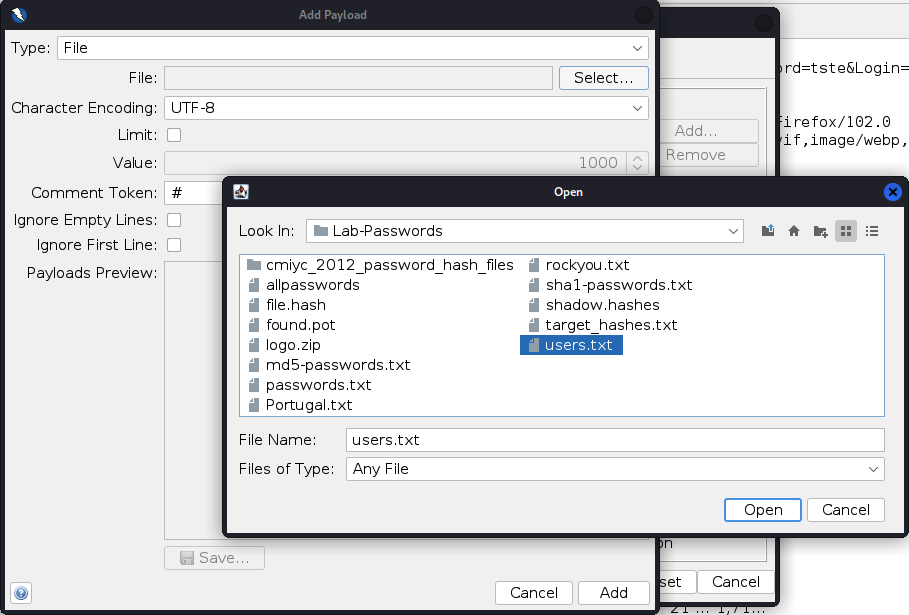 Add Payload
Type: File
File: Select...
Character Encoding: UTF-8
Limit:
Value: 1000
Comment Token: #
Ignore Empty Lines:
Ignore First Line:
Payloads Preview:
Save...
Cancel Add
Open
Look In: Lab-Passwords
cmiyc_2012_password_hash_files
allpasswords
file.hash
found.pot
logo.zip
md5-passwords.txt
passwords.txt
Portugal.txt
rockyou.txt
sha1-passwords.txt
shadow.hashes
target_hashes.txt
users.txt
File Name: users.txt
Files of Type: Any File
Open Cancel
Add...
Remove
on
set Cancel
ord=tste&Login=
Firefox/102.0
vif,image/webp,